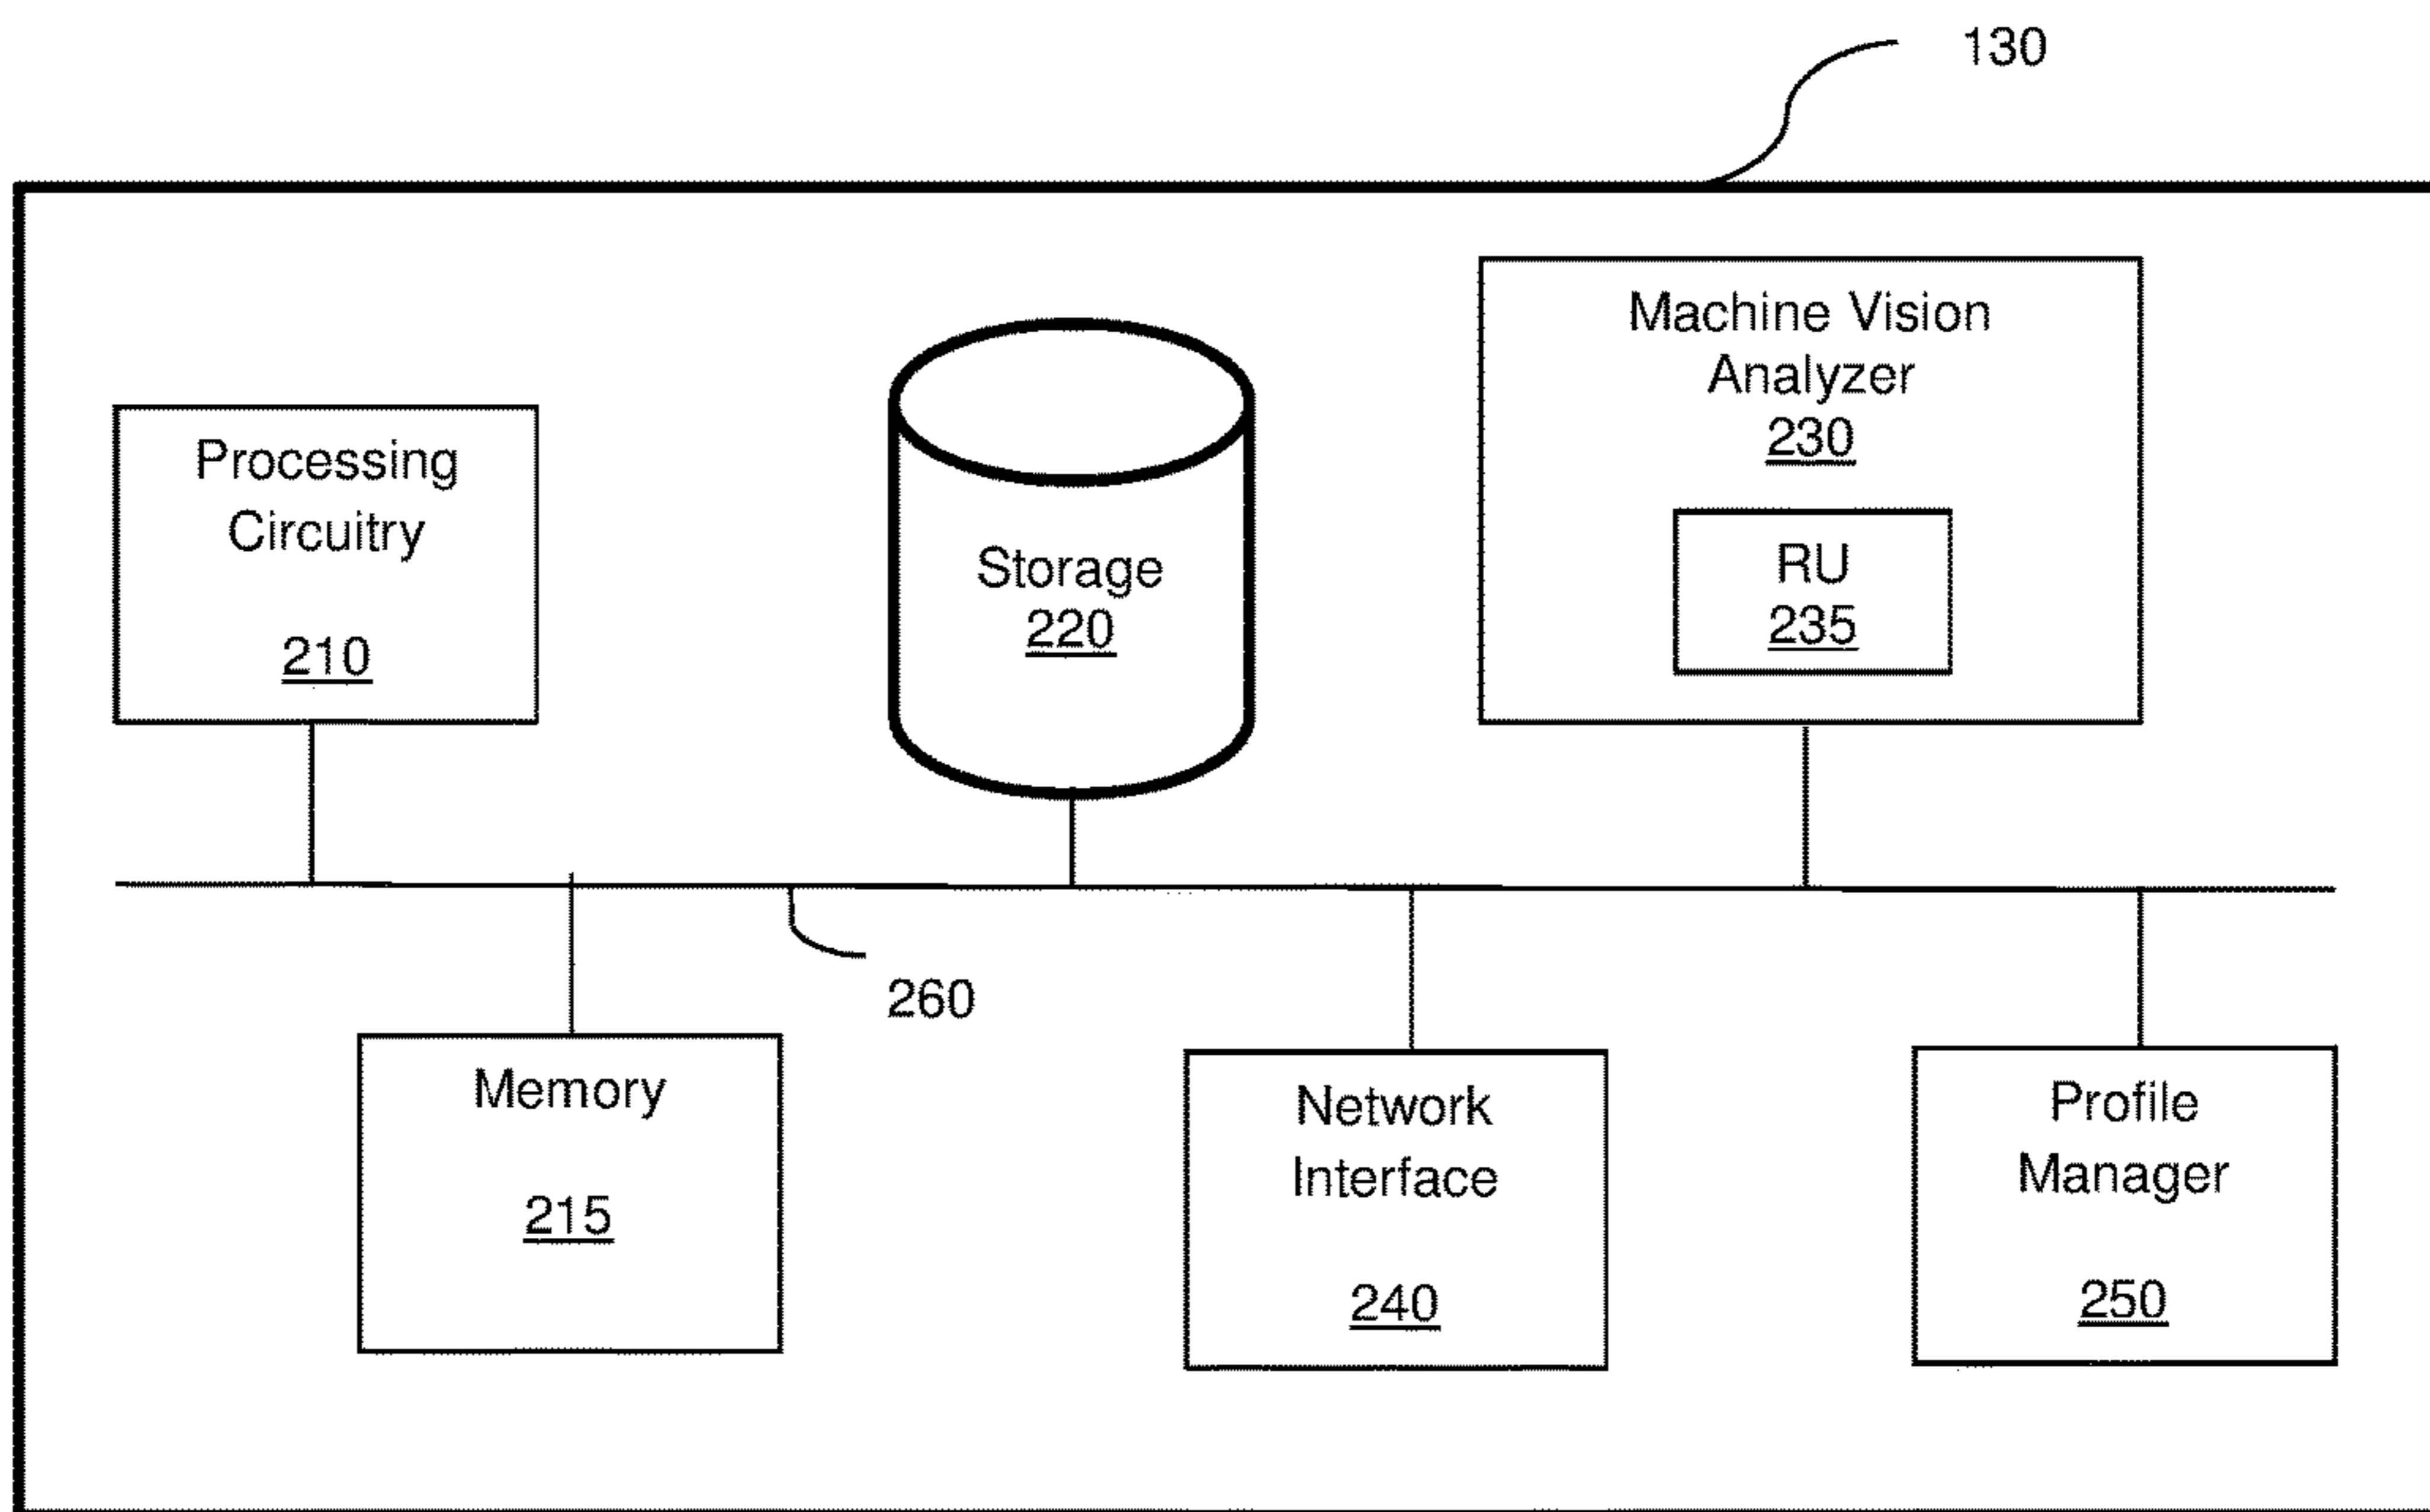 130
Machine Vision
Analyzer
230
RU
235
Processing
Circuitry
210
Storage
220
260
Memory
215
Network
Interface
240
Profile
Manager
250